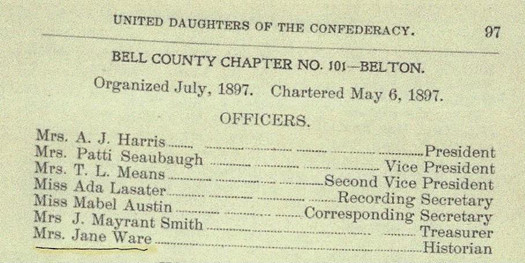 UNITED DAUGHTERS OF THE CONFEDERACY. 97
BELL COUNTY CHAPTER NO. 101—BELTON.
Organized July, 1897. Chartered May 6, 1897.
OFFICERS.
Mrs. A. J. Harris........................President
Mrs. Patti Seaubaugh........................Vice President
Mrs. T. L. Means........................Second Vice President
Miss Ada Lasater........................Recording Secretary
Miss Mabel Austin........................Corresponding Secretary
Mrs J. Mayrant Smith........................Treasurer
Mrs. Jane Ware........................Historian